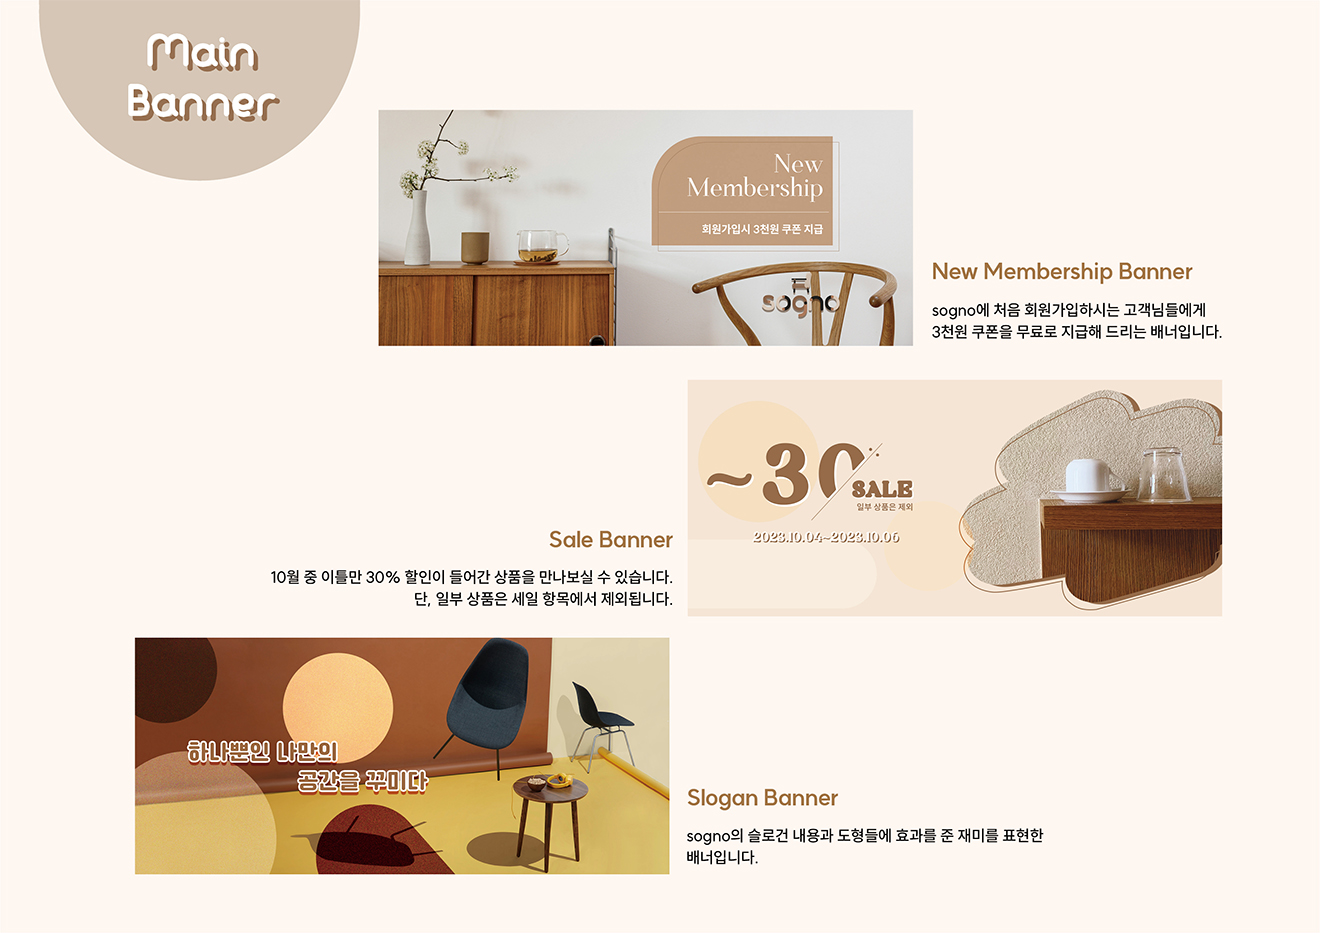 Main
Banner
New
Membership
회원가입시 3천원 쿠폰 지급
sogno
New Membership Banner
sogno에 처음 회원가입하시는 고객님들에게
3천원 쿠폰을 무료로 지급해 드리는 배너입니다.
~30%
SALE
일부 상품은 제외
2023.10.04~2023.10.06
Sale Banner
10월 중 이틀만 30% 할인이 들어간 상품을 만나보실 수 있습니다.
단, 일부 상품은 세일 항목에서 제외됩니다.
하나뿐인 나만의
공간을 꾸미다
Slogan Banner
sogno의 슬로건 내용과 도형들에 효과를 준 재미를 표현한
배너입니다.